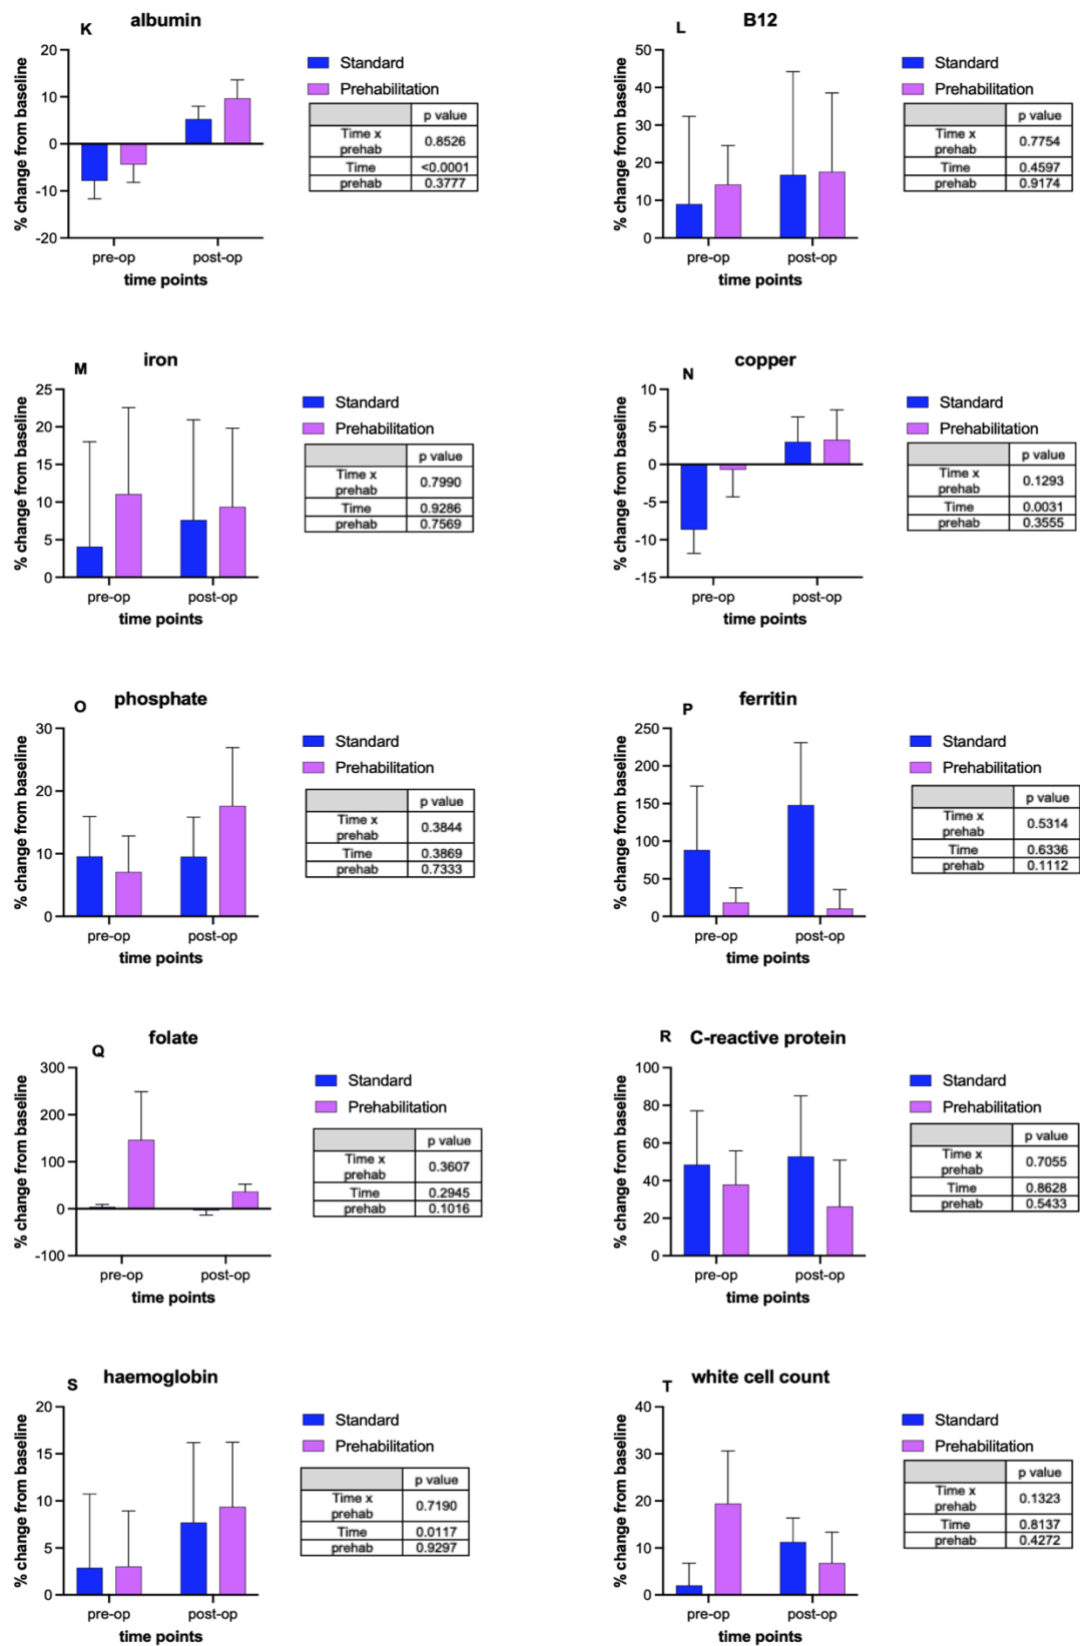 K albumin
% change from baseline
20
10
0
-10
-20
pre-op post-op
time points
Standard
Prehabilitation
p value
Time x prehab 0.8526
Time <0.0001
prehab 0.3777
L B12
% change from baseline
50
40
30
20
10
0
pre-op post-op
time points
Standard
Prehabilitation
p value
Time x prehab 0.7754
Time 0.4597
prehab 0.9174
M iron
% change from baseline
25
20
15
10
5
0
pre-op post-op
time points
Standard
Prehabilitation
p value
Time x prehab 0.7990
Time 0.9286
prehab 0.7569
N copper
% change from baseline
10
5
0
-5
-10
-15
pre-op post-op
time points
Standard
Prehabilitation
p value
Time x prehab 0.1293
Time 0.0031
prehab 0.3555
O phosphate
% change from baseline
30
20
10
0
pre-op post-op
time points
Standard
Prehabilitation
p value
Time x prehab 0.3844
Time 0.3869
prehab 0.7333
P ferritin
% change from baseline
250
200
150
100
50
0
pre-op post-op
time points
Standard
Prehabilitation
p value
Time x prehab 0.5314
Time 0.6336
prehab 0.1112
Q folate
% change from baseline
300
200
100
0
-100
pre-op post-op
time points
Standard
Prehabilitation
p value
Time x prehab 0.3607
Time 0.2945
prehab 0.1016
R C-reactive protein
% change from baseline
100
80
60
40
20
0
pre-op post-op
time points
Standard
Prehabilitation
p value
Time x prehab 0.7055
Time 0.8628
prehab 0.5433
S haemoglobin
% change from baseline
20
15
10
5
0
pre-op post-op
time points
Standard
Prehabilitation
p value
Time x prehab 0.7190
Time 0.0117
prehab 0.9297
T white cell count
% change from baseline
40
30
20
10
0
pre-op post-op
time points
Standard
Prehabilitation
p value
Time x prehab 0.1323
Time 0.8137
prehab 0.4272